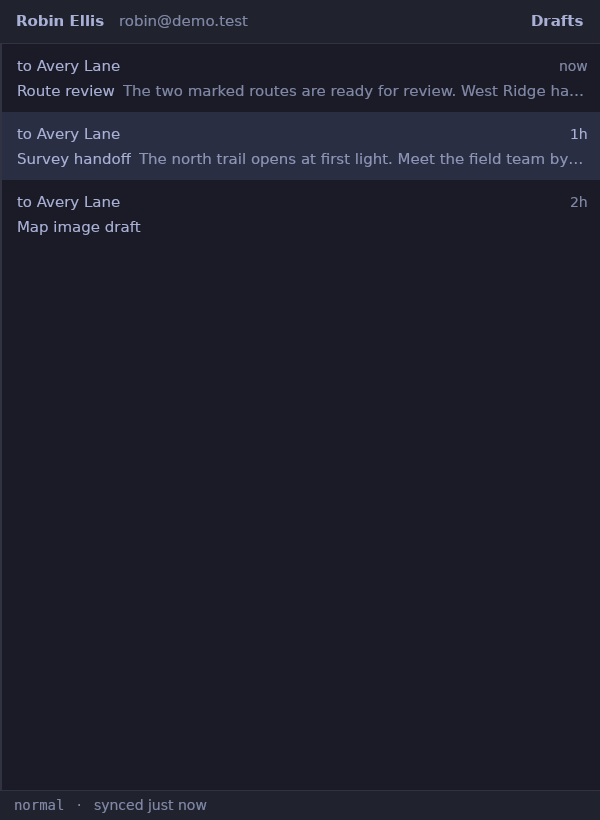 Robin Ellis robin@demo.test Drafts
to Avery Lane now
Route review The two marked routes are ready for review. West Ridge ha...
to Avery Lane 1h
Survey handoff The north trail opens at first light. Meet the field team by...
to Avery Lane 2h
Map image draft
normal · synced just now